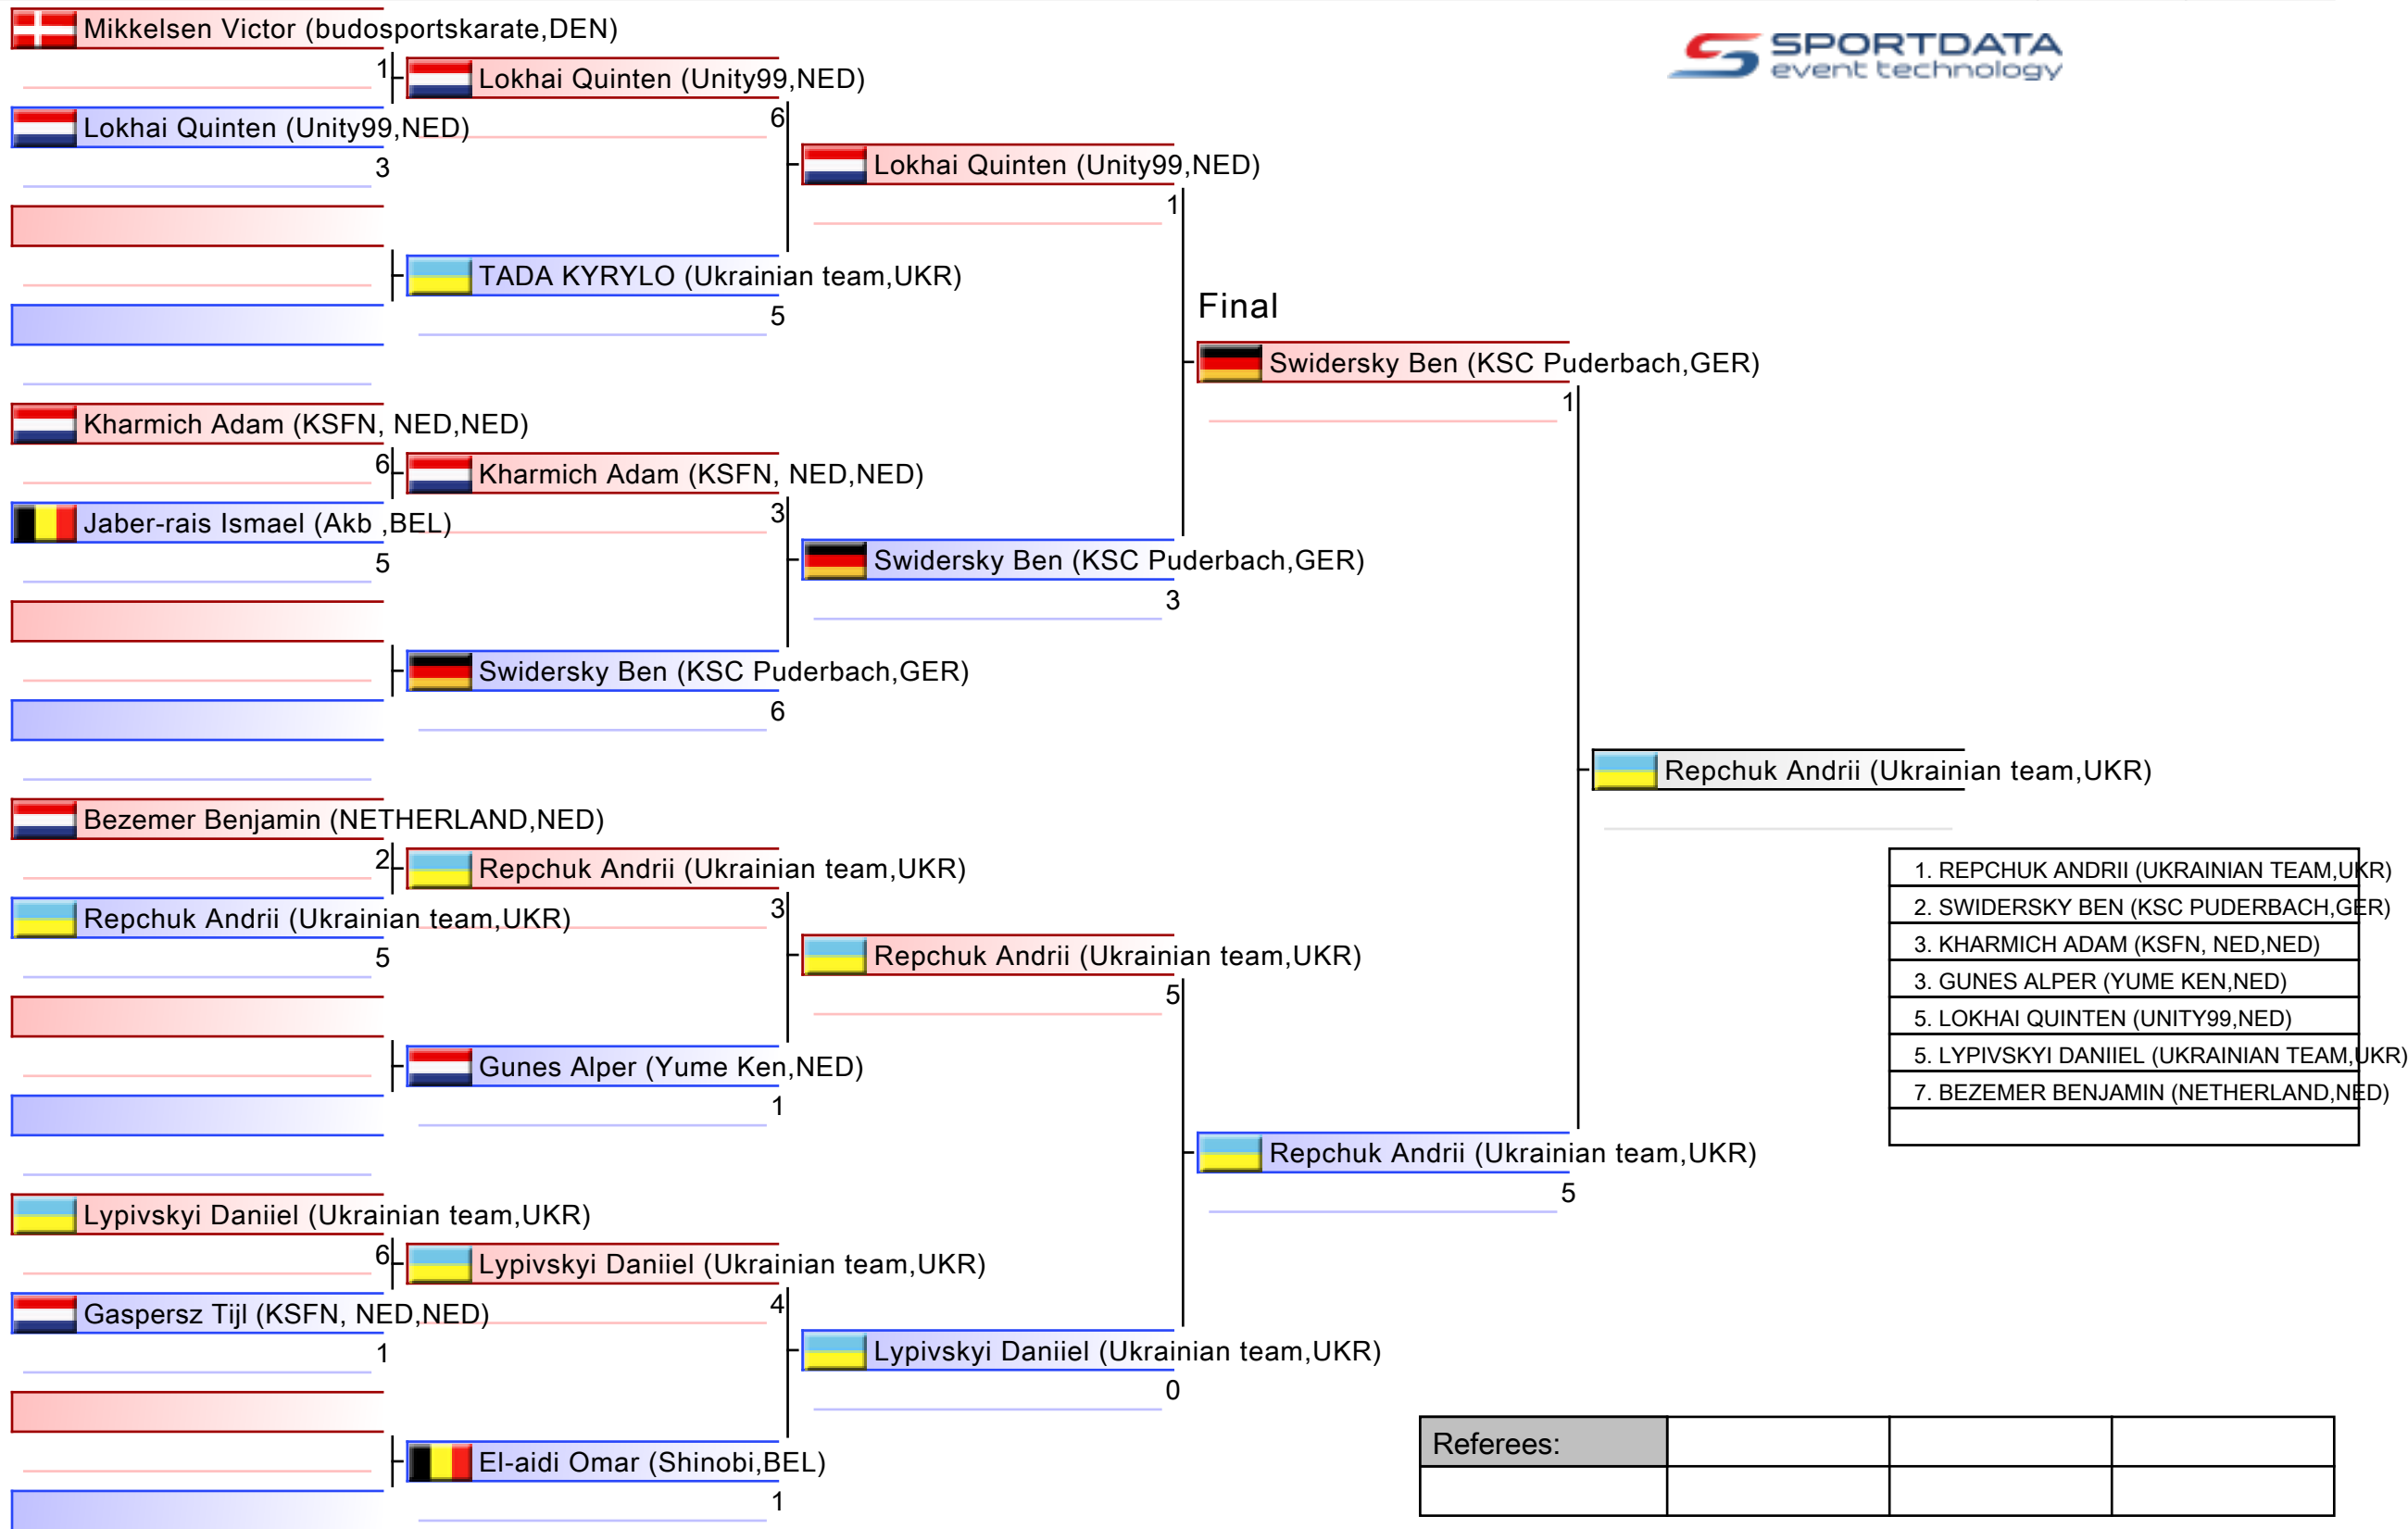 Mikkelsen Victor (budosportskarate,DEN)
1
Lokhai Quinten (Unity99,NED)
3
Kharmich Adam (KSFN, NED,NED)
6
Jaber-rais Ismael (Akb ,BEL)
5
Bezemer Benjamin (NETHERLAND,NED)
2
Repchuk Andrii (Ukrainian team,UKR)
5
Lypivskyi Daniiel (Ukrainian team,UKR)
6
Gaspersz Tijl (KSFN, NED,NED)
1
Lokhai Quinten (Unity99,NED)
6
TADA KYRYLO (Ukrainian team,UKR)
5
Kharmich Adam (KSFN, NED,NED)
3
Swidersky Ben (KSC Puderbach,GER)
6
Repchuk Andrii (Ukrainian team,UKR)
3
Gunes Alper (Yume Ken,NED)
1
Lypivskyi Daniiel (Ukrainian team,UKR)
4
El-aidi Omar (Shinobi,BEL)
1
Lokhai Quinten (Unity99,NED)
1
Swidersky Ben (KSC Puderbach,GER)
3
Repchuk Andrii (Ukrainian team,UKR)
5
Lypivskyi Daniiel (Ukrainian team,UKR)
0
Final
Swidersky Ben (KSC Puderbach,GER)
1
Repchuk Andrii (Ukrainian team,UKR)
5
Repchuk Andrii (Ukrainian team,UKR)
SPORTDATA
event technology
1. REPCHUK ANDRII (UKRAINIAN TEAM,UKR)
2. SWIDERSKY BEN (KSC PUDERBACH,GER)
3. KHARMICH ADAM (KSFN, NED,NED)
3. GUNES ALPER (YUME KEN,NED)
5. LOKHAI QUINTEN (UNITY99,NED)
5. LYPIVSKYI DANIIEL (UKRAINIAN TEAM,UKR)
7. BEZEMER BENJAMIN (NETHERLAND,NED)
Referees: